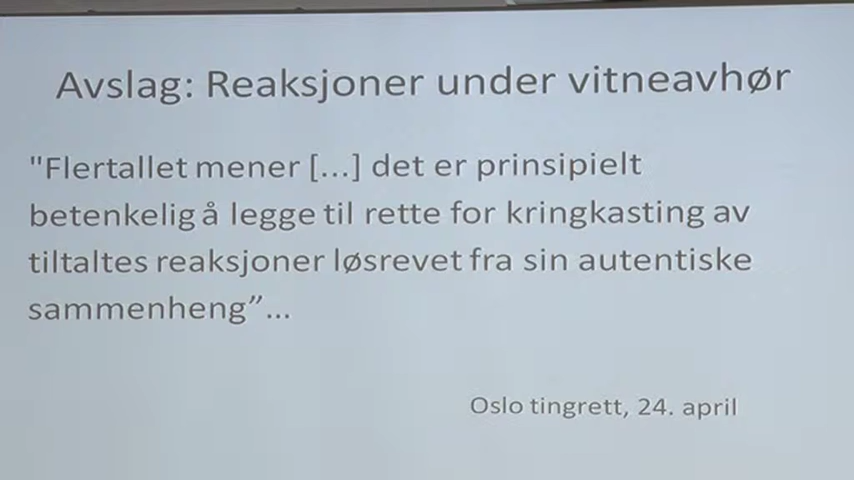 Avslag: Reaksjoner under vitneavhør
"Flertallet mener [...] det er prinsipielt
betenkelig å legge til rette for kringkasting av
tiltaltes reaksjoner løsrevet fra sin autentiske
sammenheng”...
Oslo tingrett, 24. april